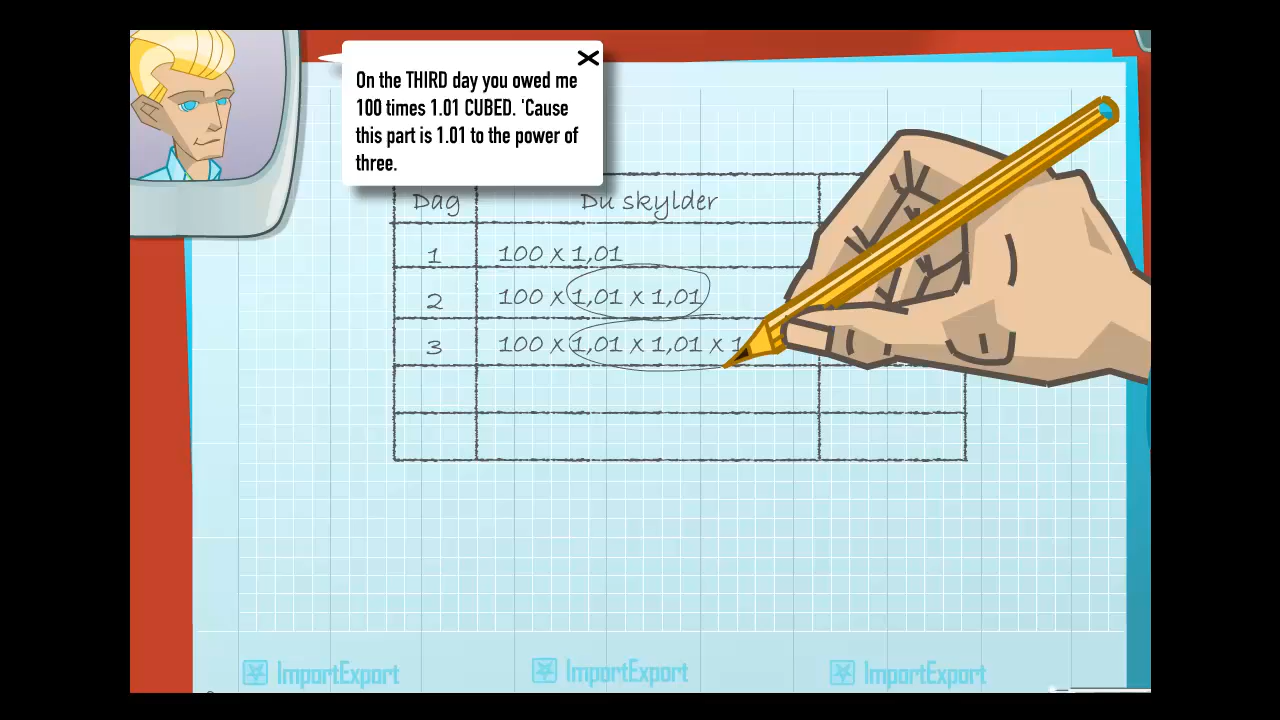 On the THIRD day you owed me
100 times 1.01 CUBED. 'Cause
this part is 1.01 to the power of
three.
Dag Du skylder
1 100 x 1,01
2 100 x 1,01 x 1,01
3 100 x 1,01 x 1,01 x
ImportExport ImportExport ImportExport